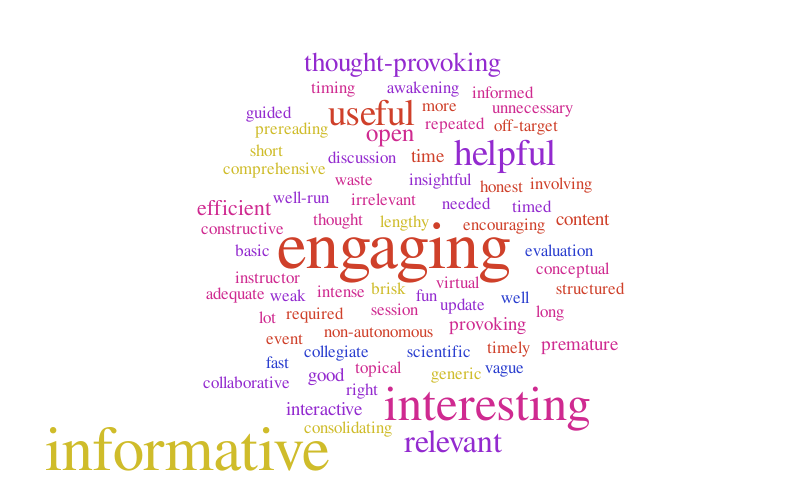 thought-provoking
timing awakening informed
guided useful more unnecessary
prereading open repeated off-target
short discussion time helpful
comprehensive
waste insightful honest involving
well-run irrelevant needed timed
efficient
constructive thought lengthy encouraging content
basic engaging evaluation
conceptual
instructor virtual
adequate weak intense brisk fun well structured
lot required session update long
event non-autonomous provoking
collegiate scientific timely premature
fast topical generic vague
collaborative good right
interactive interesting
consolidating
informative relevant